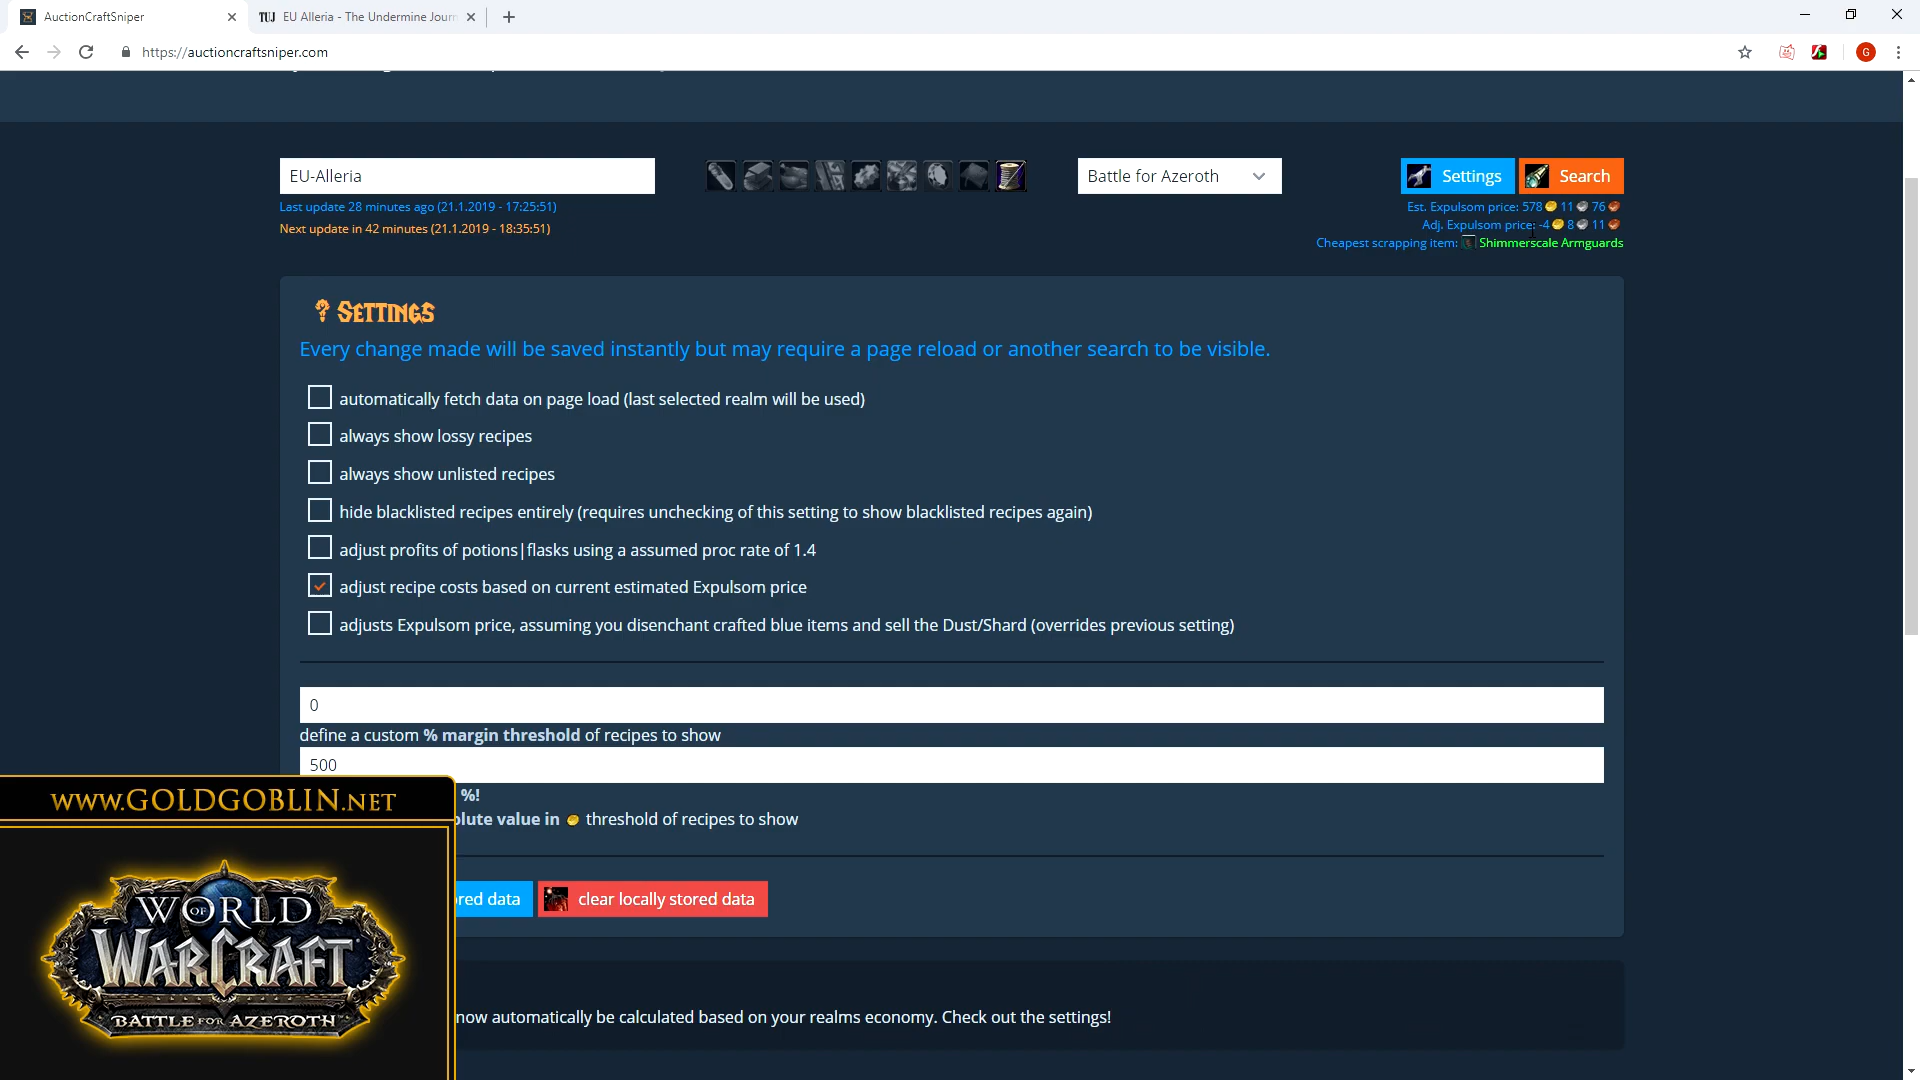 AuctionCraftSniper
TUJ EU Alleria - The Undermine Journ
https://auctioncraftsniper.com
EU-Alleria
Battle for Azeroth
Settings
Search
Last update 28 minutes ago (21.1.2019 - 17:25:51)
Next update in 42 minutes (21.1.2019 - 18:35:51)
Est. Expulsom price: 578 11 76
Adj. Expulsom price: -4 8 11
Cheapest scrapping item: Shimmerscale Armguards
SETTINGS
Every change made will be saved instantly but may require a page reload or another search to be visible.
automatically fetch data on page load (last selected realm will be used)
always show lossy recipes
always show unlisted recipes
hide blacklisted recipes entirely (requires unchecking of this setting to show blacklisted recipes again)
adjust profits of potions|flasks using a assumed proc rate of 1.4
adjust recipe costs based on current estimated Expulsom price
adjusts Expulsom price, assuming you disenchant crafted blue items and sell the Dust/Shard (overrides previous setting)
0
define a custom % margin threshold of recipes to show
500
%!
value in threshold of recipes to show
data
clear locally stored data
now automatically be calculated based on your realms economy. Check out the settings!
WWW.GOLDGOBLIN.NET
WORLD
OF
WARCRAFT
BATTLE FOR AZEROTH
G